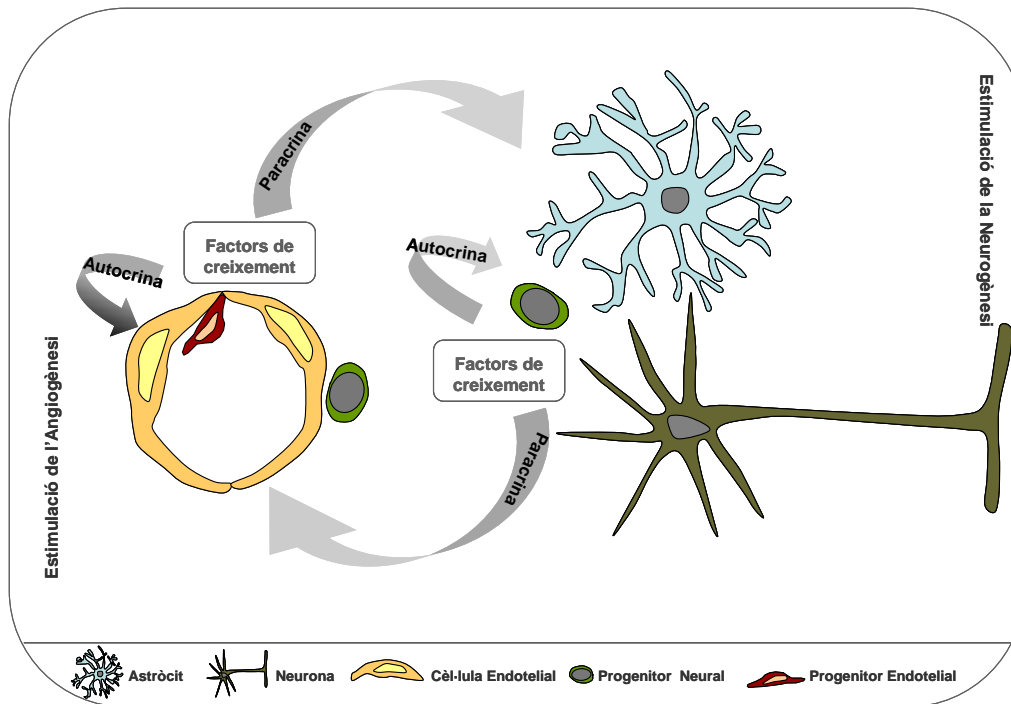 Estimulació de l'Angiogènesi
Autocrina
Paracrina
Factors de
creixement
Autocrina
Factors de
creixement
Paracrina
Estimulació de la Neurogènesi
Astròcit
Neurona
Cèl·lula Endotelial
Progenitor Neural
Progenitor Endotelial